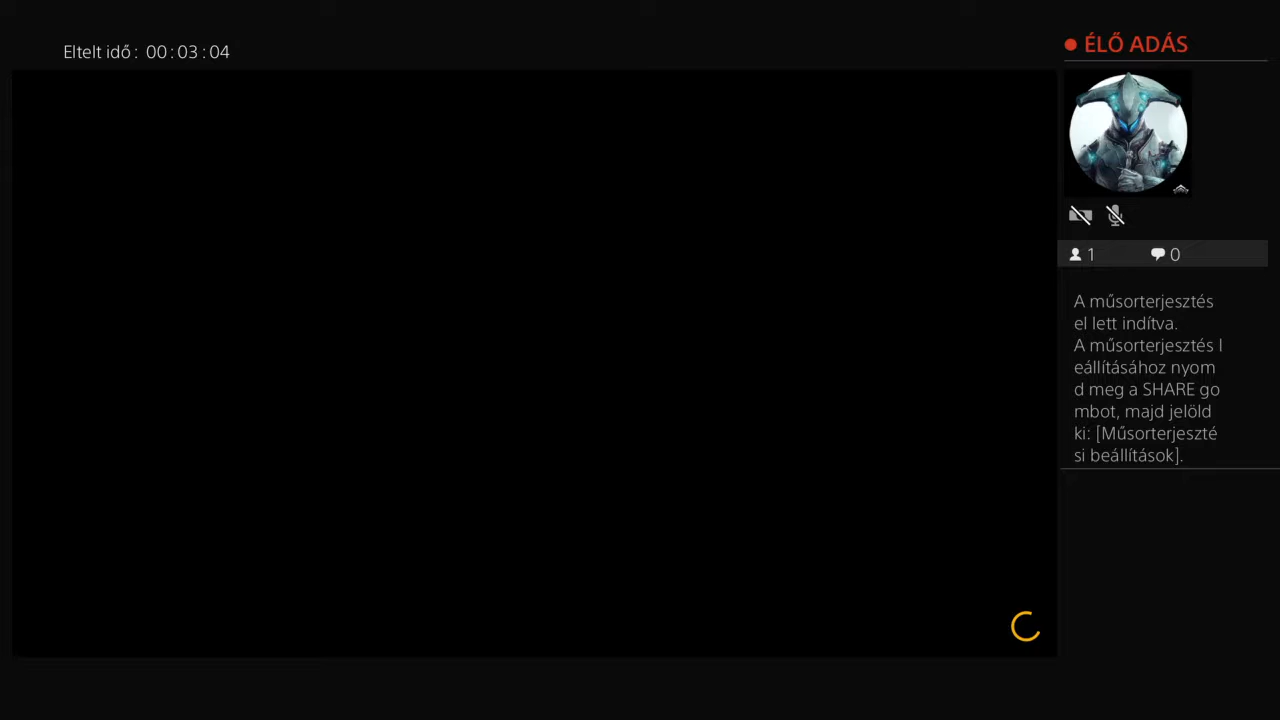 Eltelt idő : 00 : 03 : 04
ÉLŐ ADÁS
1 0
A műsorterjesztés
el lett indítva.
A műsorterjesztés l
eállításához nyom
d meg a SHARE go
mbot, majd jelöld
ki: [Műsorterjeszté
si beállítások].